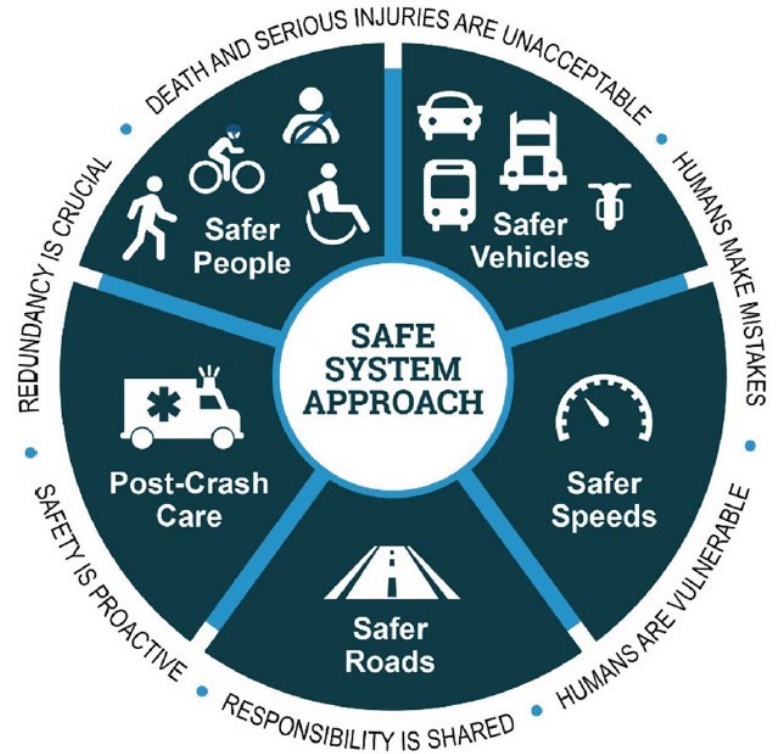 DEATH AND SERIOUS INJURIES ARE UNACCEPTABLE
HUMANS MAKE MISTAKES
HUMANS ARE VULNERABLE
RESPONSIBILITY IS SHARED
SAFETY IS PROACTIVE
REDUNDANCY IS CRUCIAL
Safer
People
Safer
Vehicles
SAFE
SYSTEM
APPROACH
Post-Crash
Care
Safer
Speeds
Safer
Roads